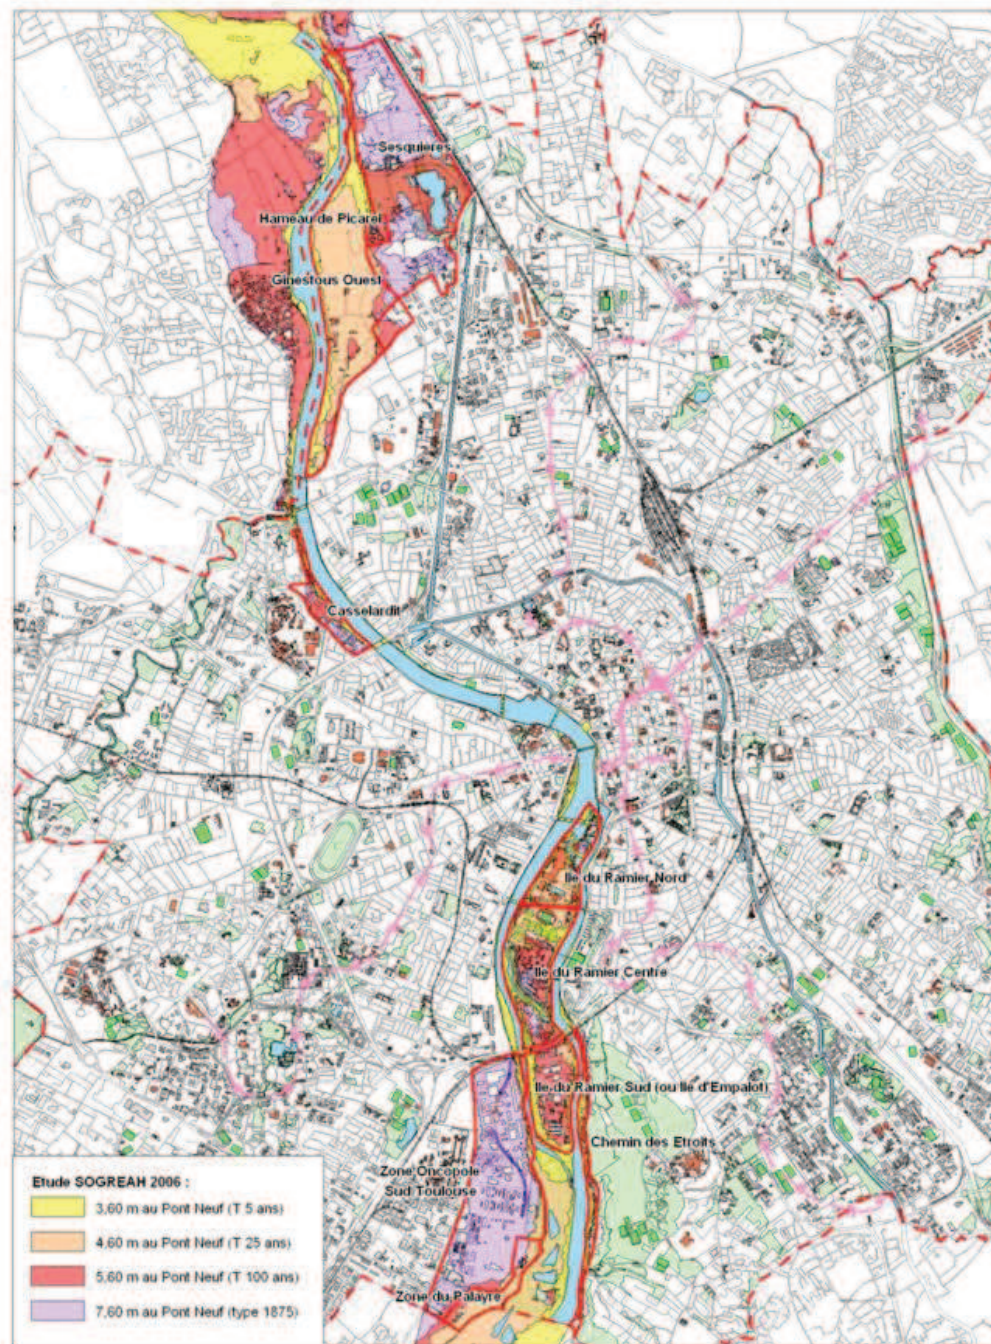 Sesquieres
Hameau de Picarel
Ginestous Ouest
Casselardit
Ile du Ramier Nord
Ile du Ramier Centre
Ile du Ramier Sud (ou Ile d'Empalot)
Chemin des Etroits
Zone Oncopole
Sud Toulouse
Zone du Palayre
Etude SOGREAH 2006 :
3,60 m au Pont Neuf (T 5 ans)
4,60 m au Pont Neuf (T 25 ans)
5,60 m au Pont Neuf (T 100 ans)
7,60 m au Pont Neuf (type 1875)